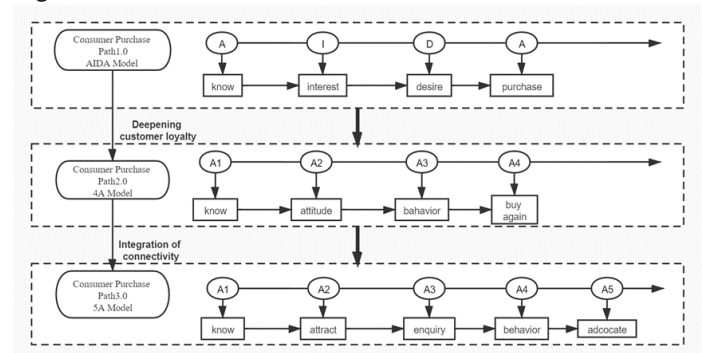 Consumer Purchase
Path1.0
AIDA Model
A
I
D
A
know
interest
desire
purchase
Deepening
customer loyalty
Consumer Purchase
Path2.0
4A Model
A1
A2
A3
A4
know
attitude
bahavior
buy
again
Integration of
connectivity
Consumer Purchase
Path3.0
5A Model
A1
A2
A3
A4
A5
know
attract
enquiry
behavior
adcocate